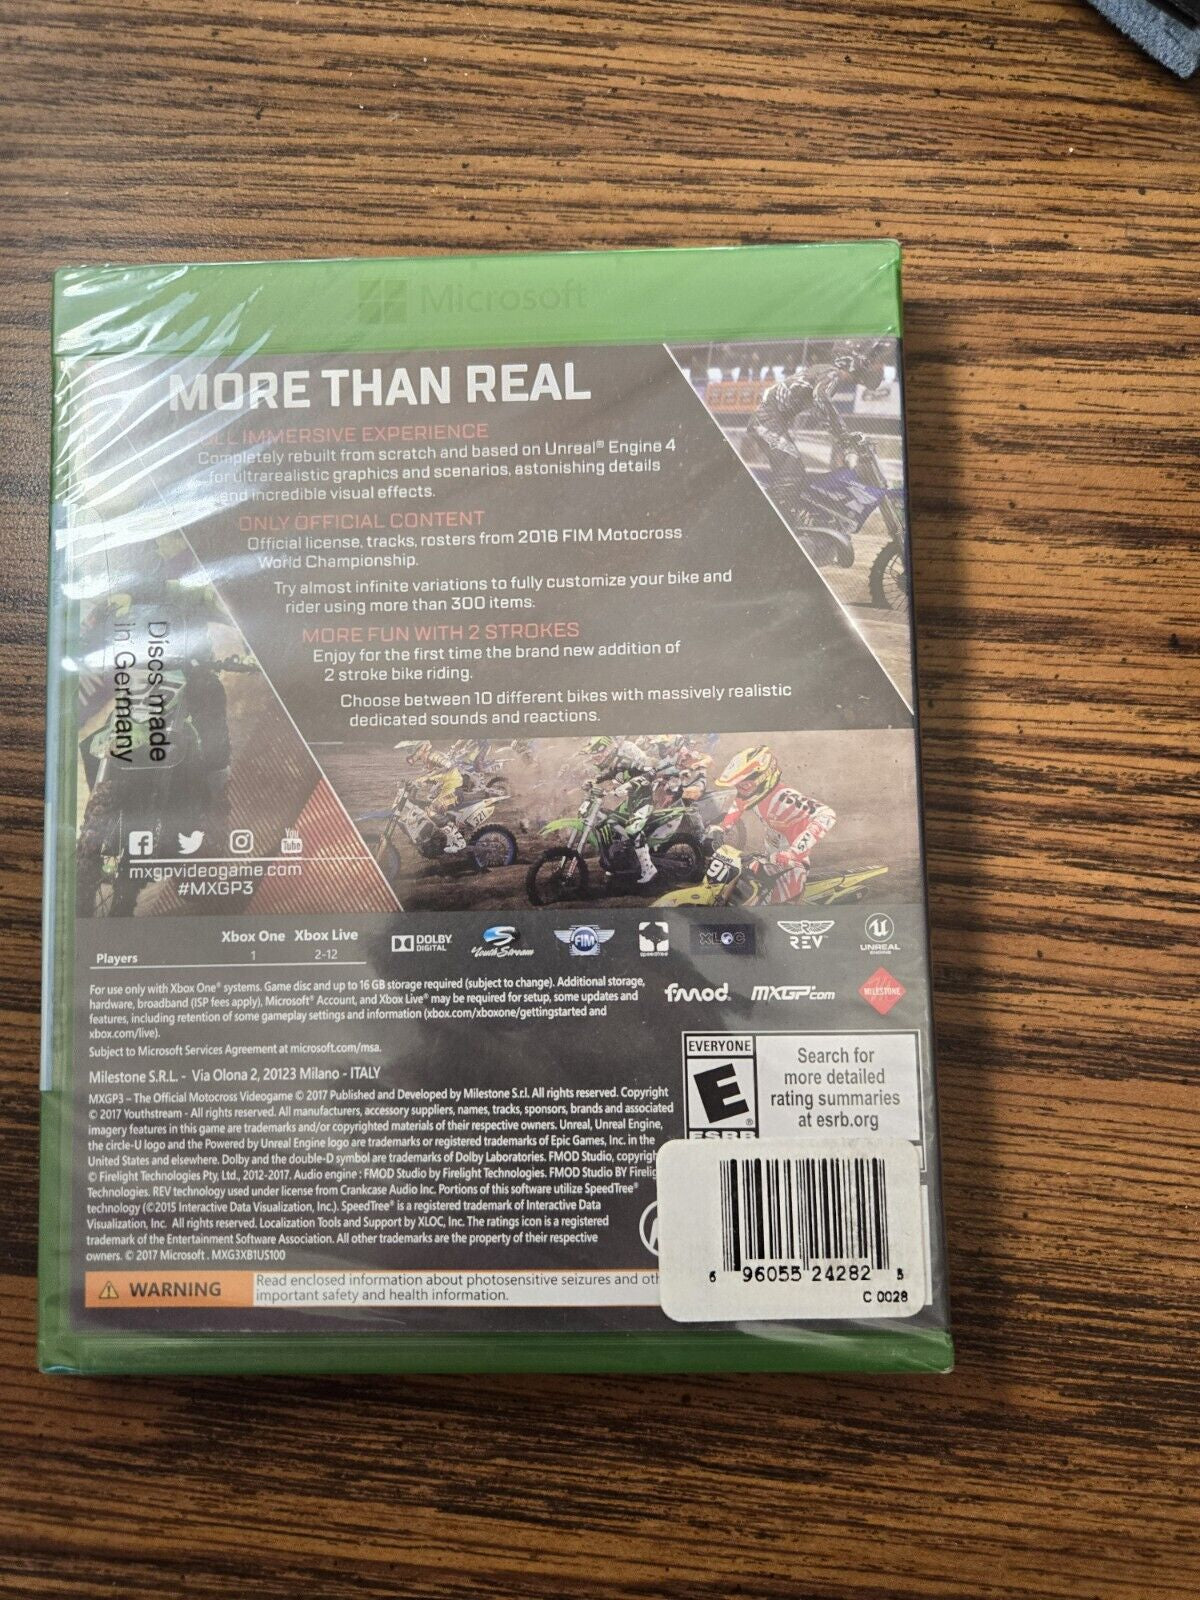 Microsoft
MORE THAN REAL
FULL IMMERSIVE EXPERIENCE
Completely rebuilt from scratch and based on Unreal® Engine 4
for ultrarealistic graphics and scenarios, astonishing details
and incredible visual effects.
ONLY OFFICIAL CONTENT
Official license, tracks, rosters from 2016 FIM Motocross
World Championship.
Try almost infinite variations to fully customize your bike and
rider using more than 300 items.
MORE FUN WITH 2 STROKES
Enjoy for the first time the brand new addition of
2 stroke bike riding.
Choose between 10 different bikes with massively realistic
dedicated sounds and reactions.
Discs made
in Germany
321
91
You
Tube
mxgpvideogame.com
#MXGP3
Xbox One Xbox Live
Players 1 2-12
DOLBY
DIGITAL
YouthStream
FIM
SpeedTree
XLOC
REV
UNREAL
ENGINE
fmod
MXGP.com
MILESTONE
For use only with Xbox One® systems. Game disc and up to 16 GB storage required (subject to change). Additional storage,
hardware, broadband (ISP fees apply), Microsoft® Account, and Xbox Live® may be required for setup, some updates and
features, including retention of some gameplay settings and information (xbox.com/xboxone/gettingstarted and
xbox.com/live).
Subject to Microsoft Services Agreement at microsoft.com/msa.
Milestone S.R.L. - Via Olona 2, 20123 Milano - ITALY
MXGP3 – The Official Motocross Videogame © 2017 Published and Developed by Milestone S.r.l. All rights reserved. Copyright
© 2017 Youthstream - All rights reserved. All manufacturers, accessory suppliers, names, tracks, sponsors, brands and associated
imagery features in this game are trademarks and/or copyrighted materials of their respective owners. Unreal, Unreal Engine,
the circle-U logo and the Powered by Unreal Engine logo are trademarks or registered trademarks of Epic Games, Inc. in the
United States and elsewhere. Dolby and the double-D symbol are trademarks of Dolby Laboratories. FMOD Studio, copyrigh
© Firelight Technologies Pty, Ltd., 2012-2017. Audio engine : FMOD Studio by Firelight Technologies. FMOD Studio BY Firelig
Technologies. REV technology used under license from Crankcase Audio Inc. Portions of this software utilize SpeedTree®
technology (©2015 Interactive Data Visualization, Inc.). SpeedTree® is a registered trademark of Interactive Data
Visualization, Inc. All rights reserved. Localization Tools and Support by XLOC, Inc. The ratings icon is a registered
trademark of the Entertainment Software Association. All other trademarks are the property of their respective
owners. © 2017 Microsoft. MXG3XB1US100
EVERYONE
E
ESRB
Search for
more detailed
rating summaries
at esrb.org
WARNING
Read enclosed information about photosensitive seizures and oth
important safety and health information.
6 96055 24282 5
C 0028